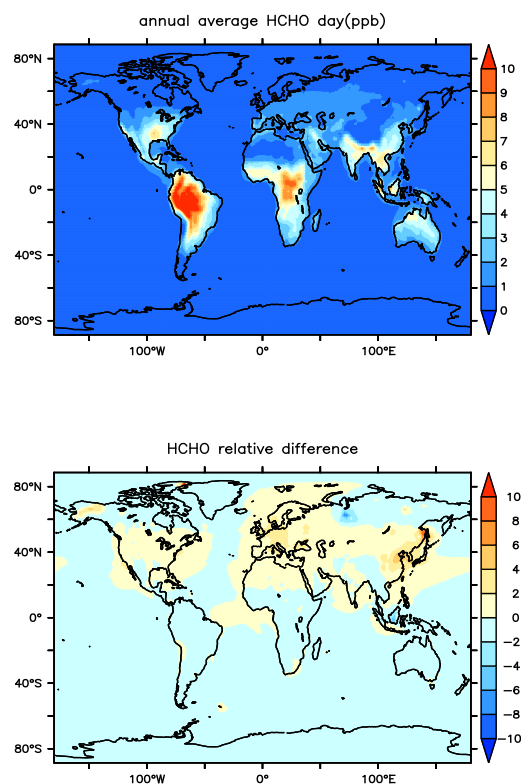 annual average HCHO day(ppb)
80°N
40°N
0°
40°S
80°S
100°W
0°
100°E
10
9
8
7
6
5
4
3
2
1
0
HCHO relative difference
80°N
40°N
0°
40°S
80°S
100°W
0°
100°E
10
8
6
4
2
0
−2
−4
−6
−8
−10